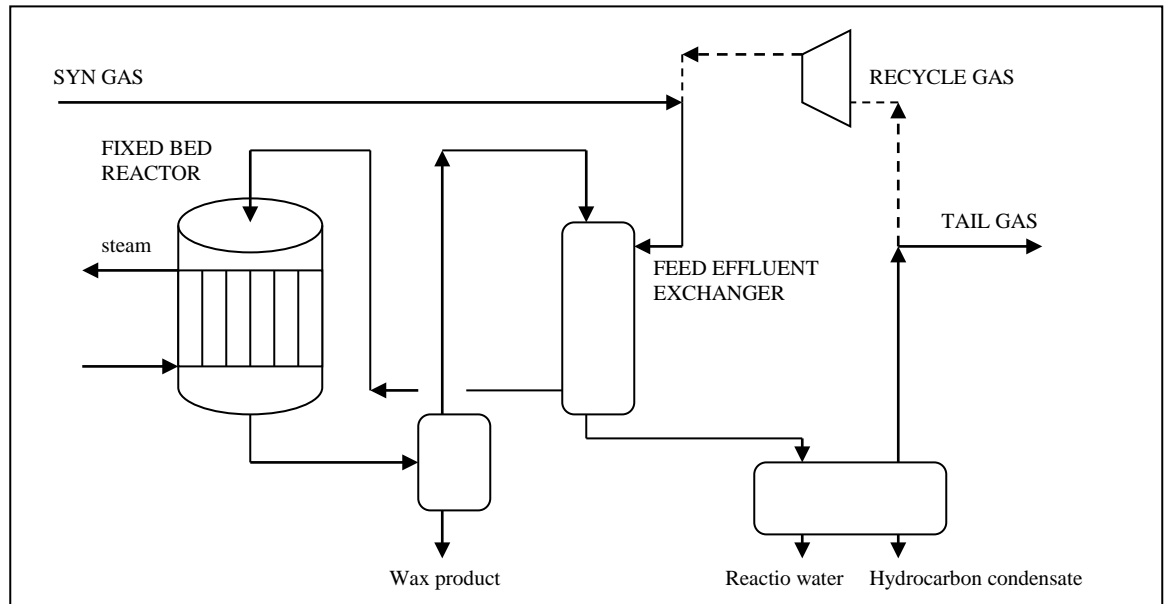 SYN GAS
RECYCLE GAS
FIXED BED
REACTOR
steam
TAIL GAS
FEED EFFLUENT
EXCHANGER
Wax product
Reactio water
Hydrocarbon condensate